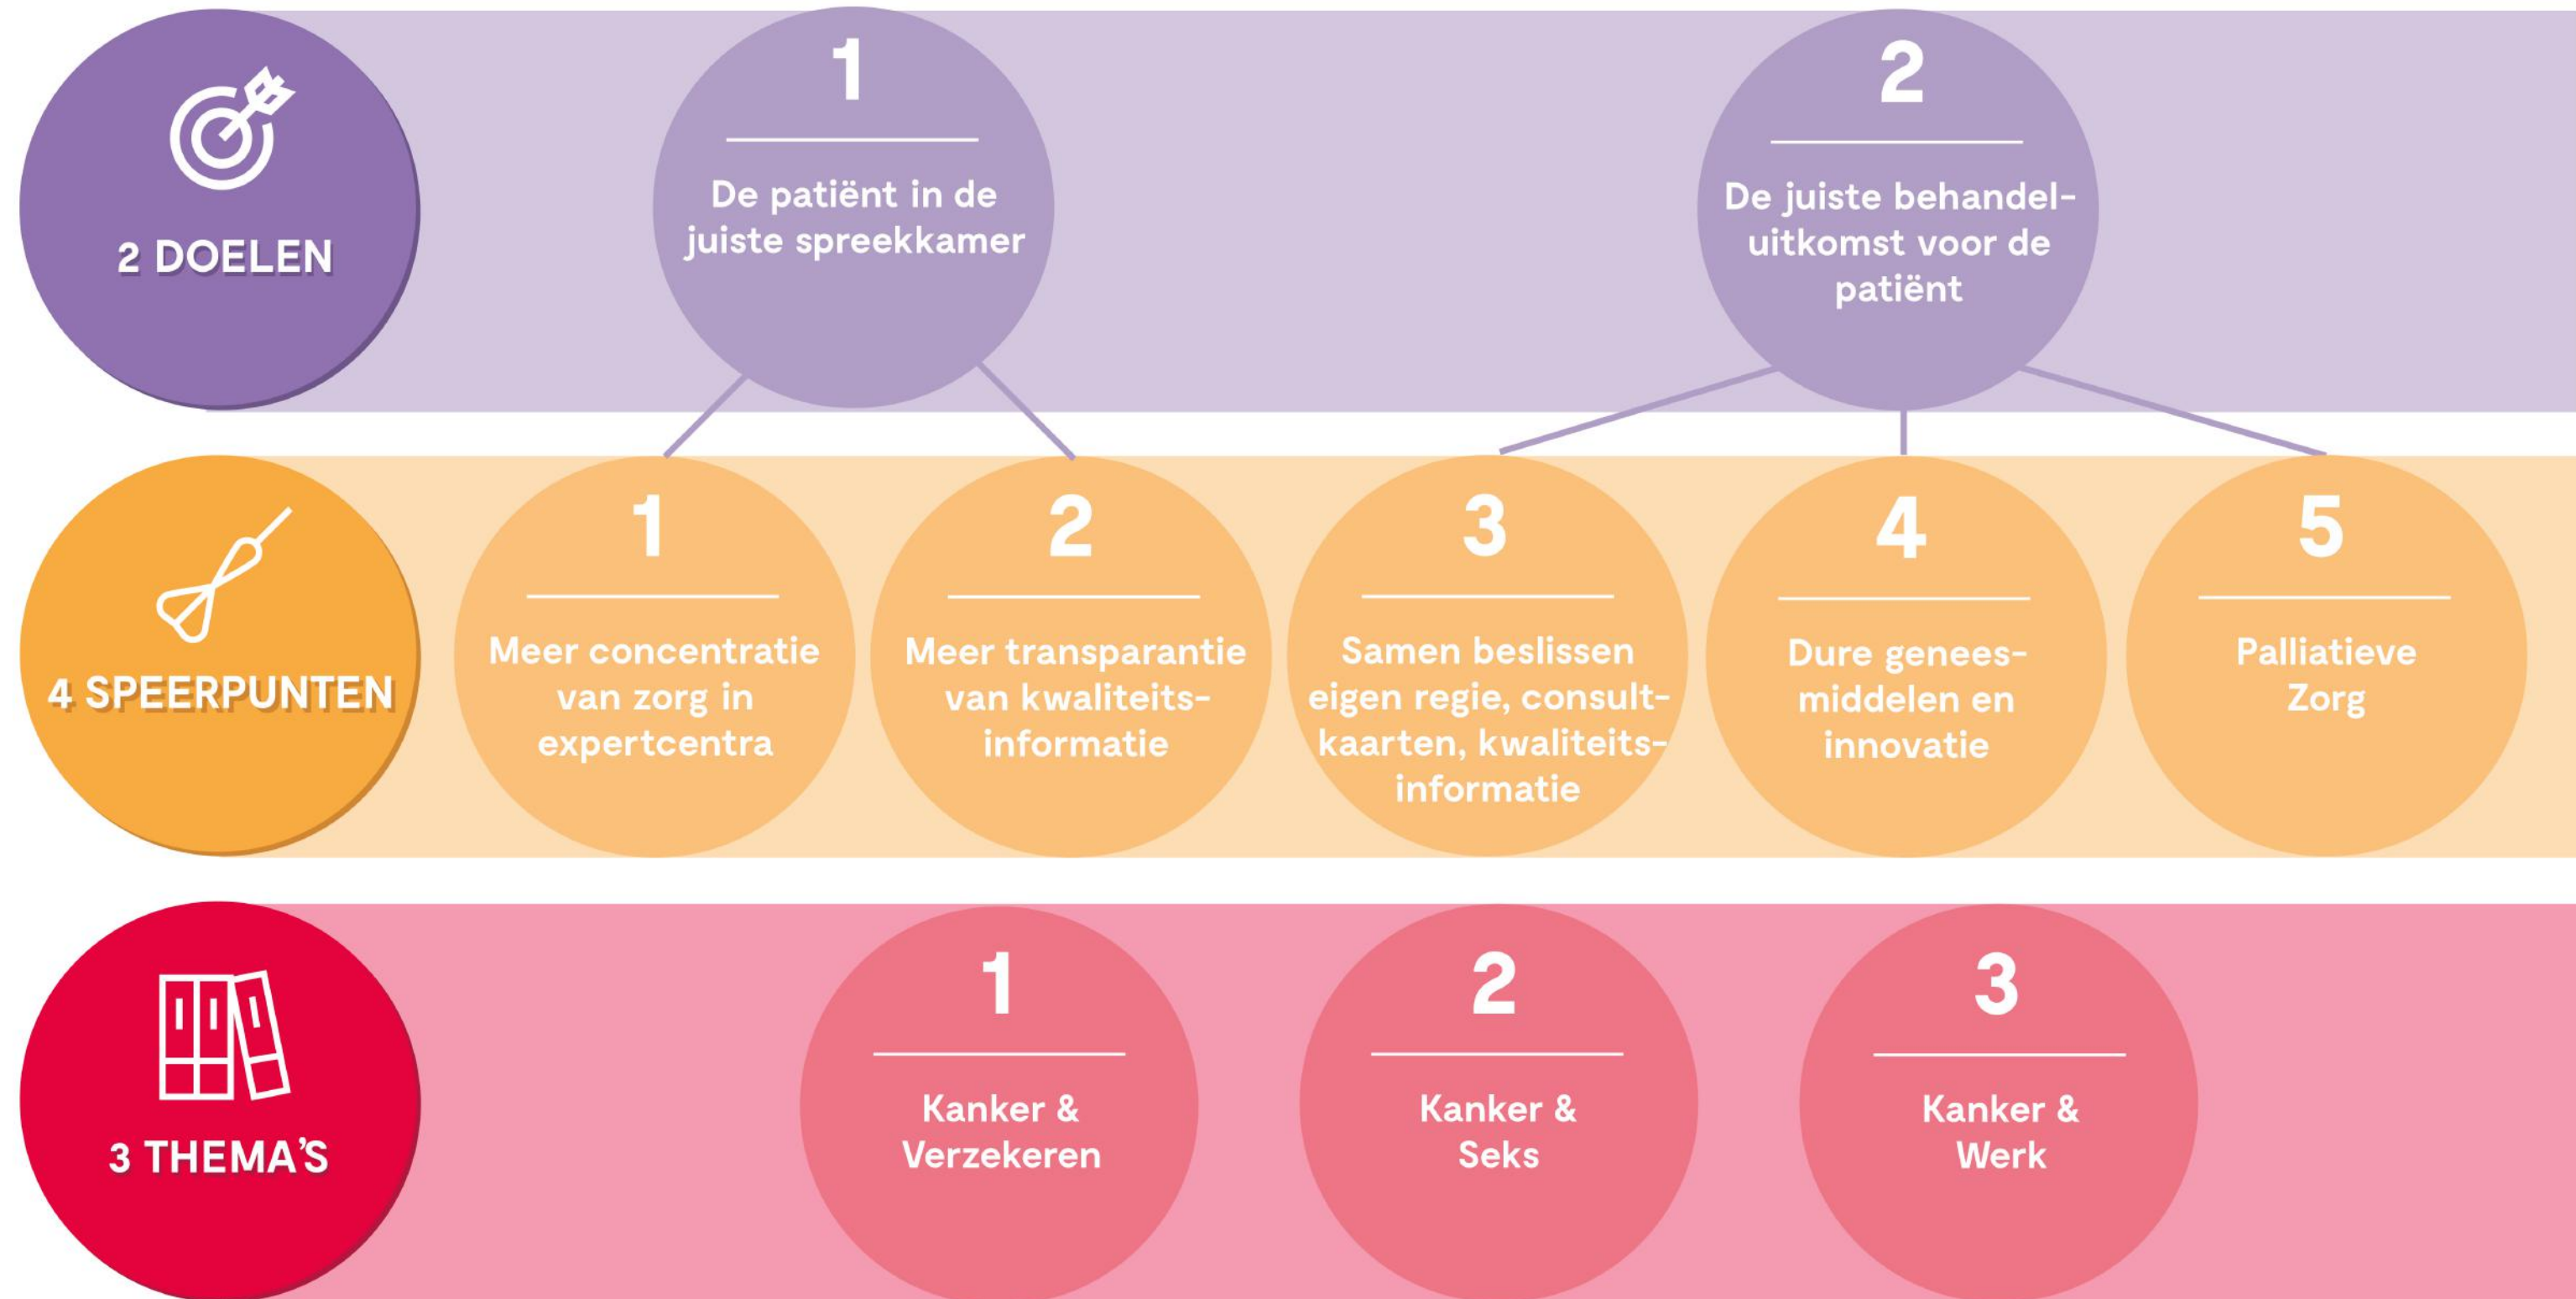 2 DOELEN
1
De patiënt in de
juiste spreekkamer
2
De juiste behandel-
uitkomst voor de
patiënt
4 SPEERPUNTEN
1
Meer concentratie
van zorg in
expertcentra
2
Meer transparantie
van kwaliteits-
informatie
3
Samen beslissen
eigen regie, consult-
kaarten, kwaliteits-
informatie
4
Dure genees-
middelen en
innovatie
5
Palliatieve
Zorg
3 THEMA’S
1
Kanker &
Verzekeren
2
Kanker &
Seks
3
Kanker &
Werk